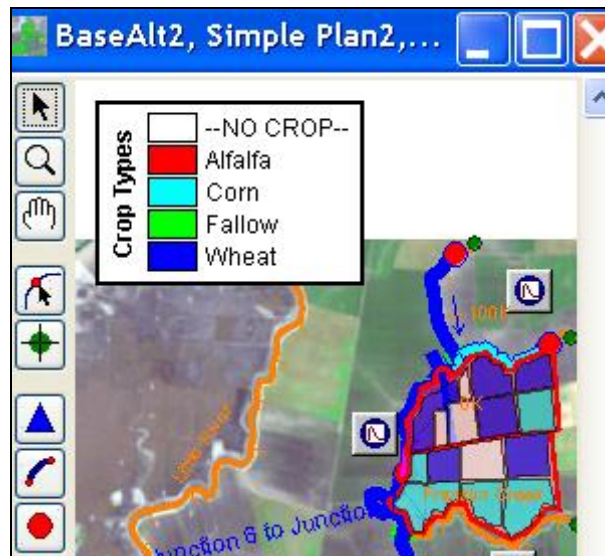 BaseAlt2, Simple Plan2,...
Crop Types
--NO CROP--
Alfalfa
Corn
Fallow
Wheat
Junction 6 to Junction